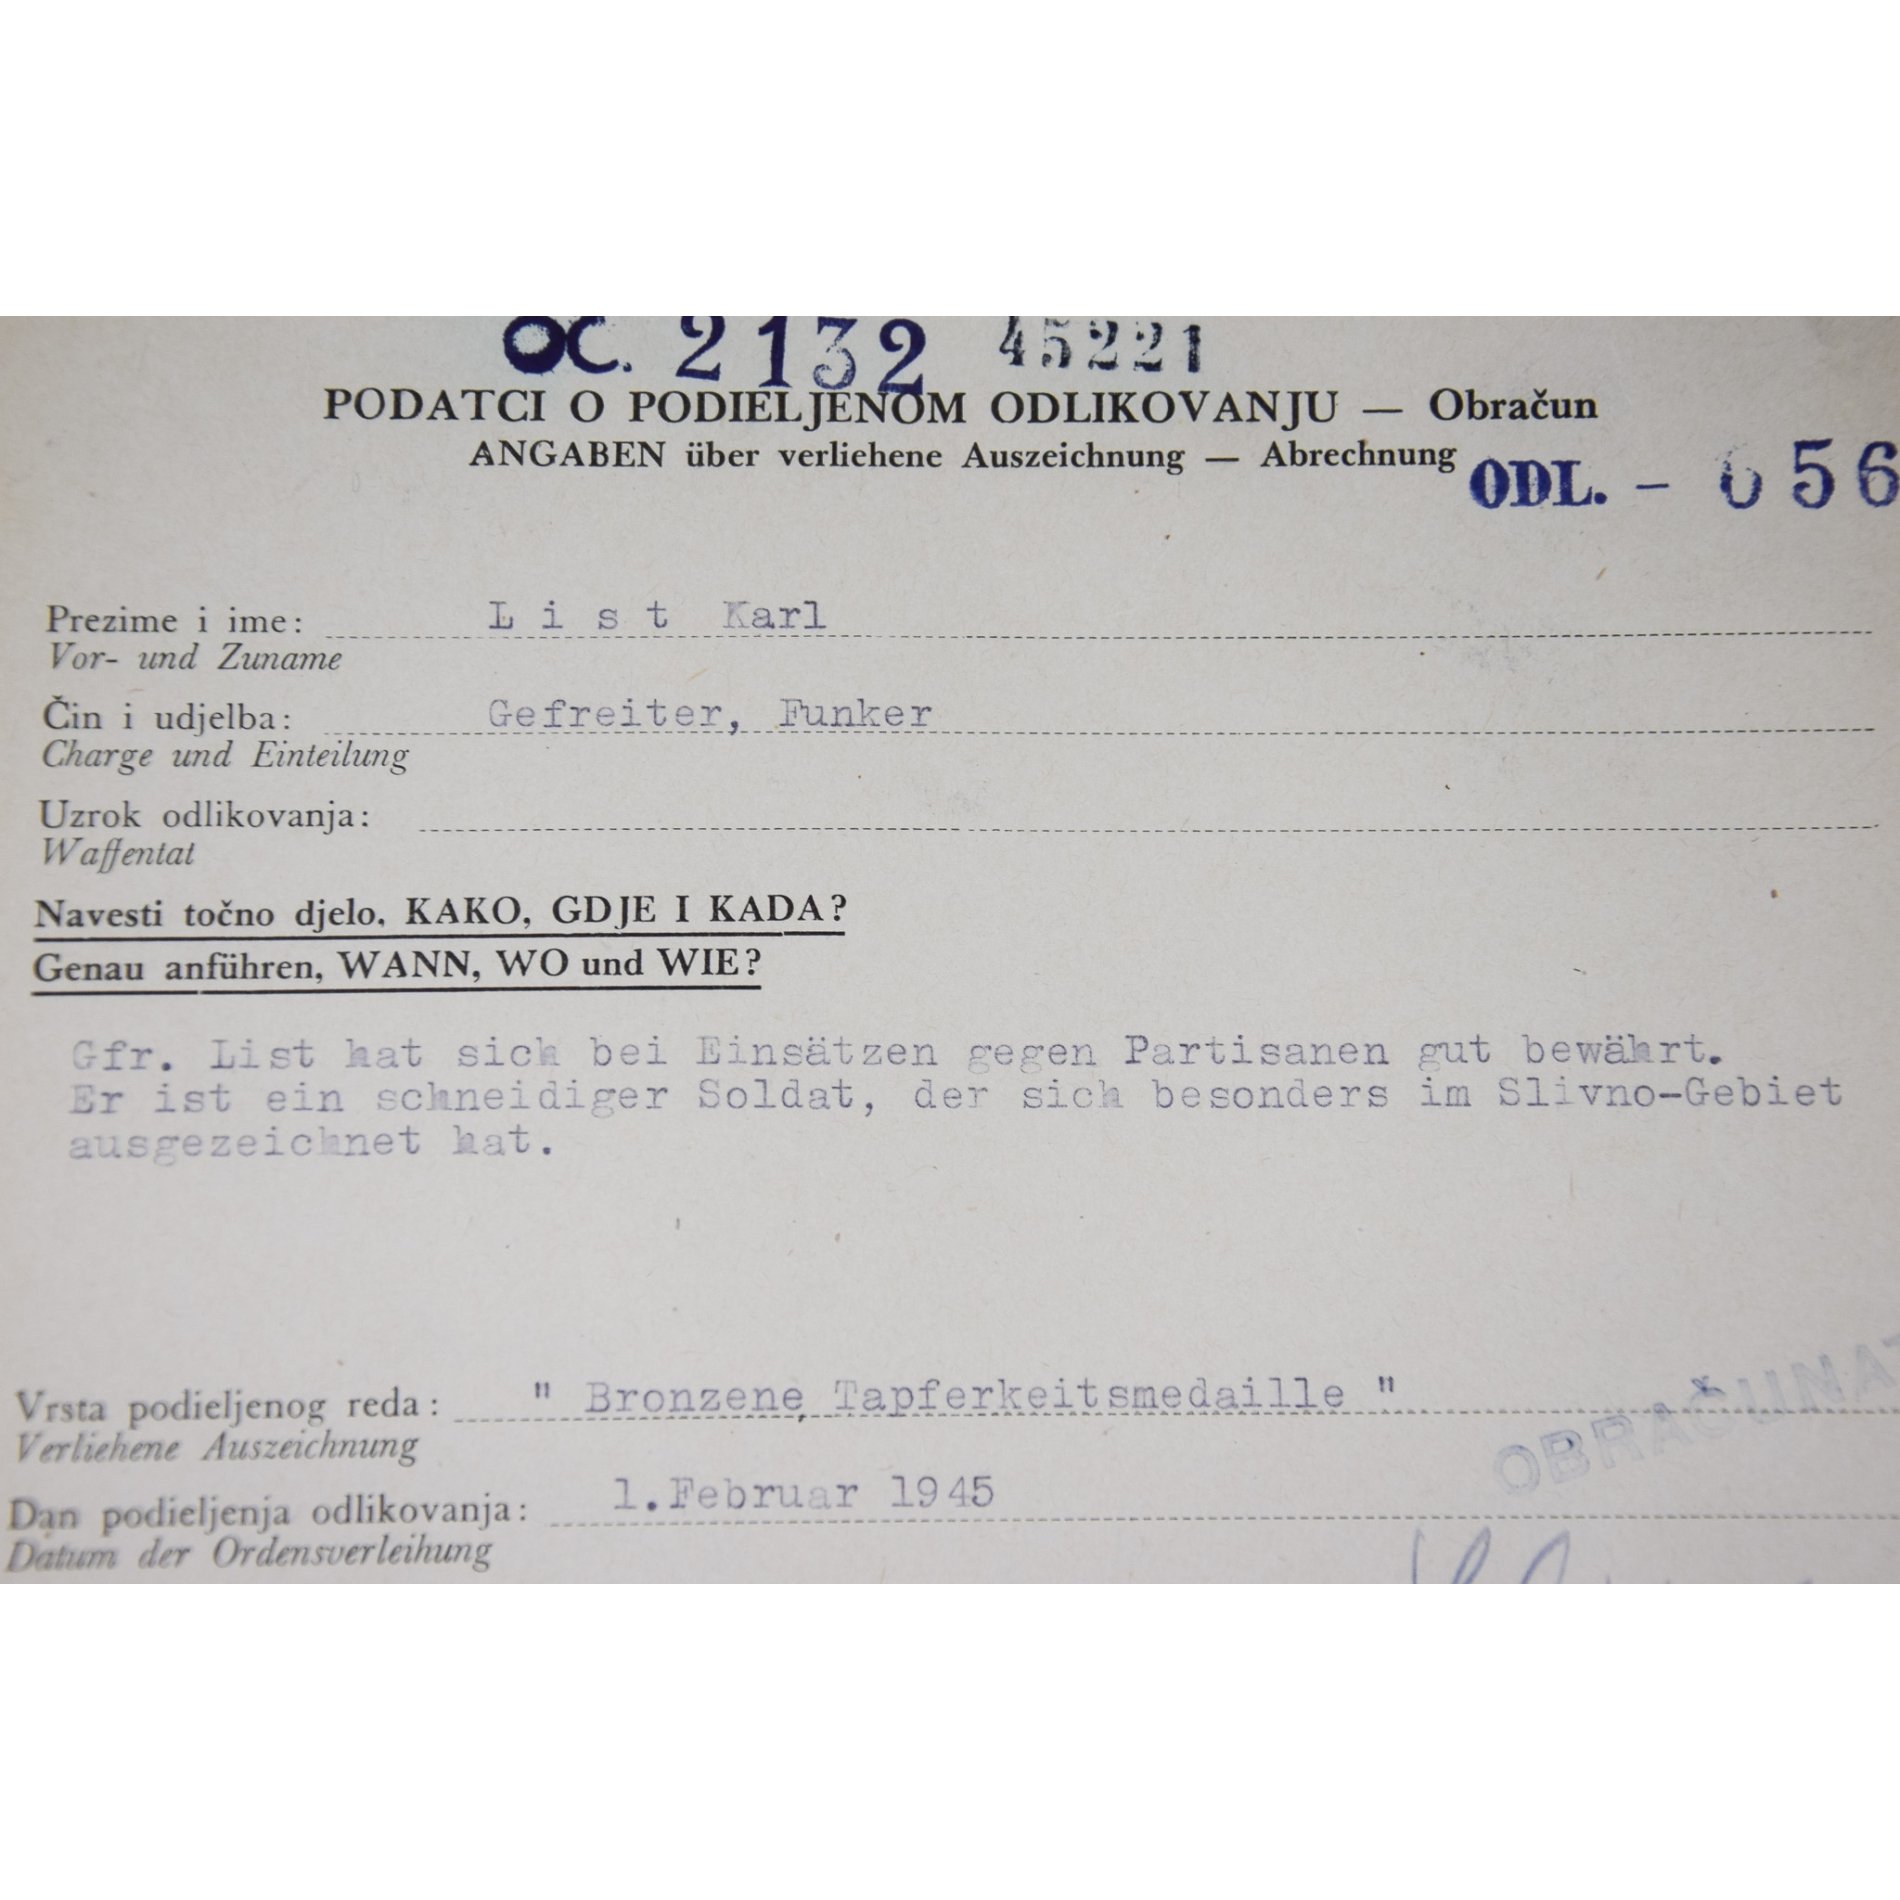 OC. 2132 45221
PODATCI O PODIELJENOM ODLIKOVANJU — Obračun
ANGABEN über verliehene Auszeichnung — Abrechnung
ODL. - 656
Prezime i ime: List Karl
Vor- und Zuname
Čin i udjelba: Gefreiter, Funker
Charge und Einteilung
Uzrok odlikovanja:
Waffentat
Navesti točno djelo, KAKO, GDJE I KADA?
Genau anführen, WANN, WO und WIE?
Gfr. List hat sich bei Einsätzen gegen Partisanen gut bewährt.
Er ist ein schneidiger Soldat, der sich besonders im Slivno-Gebiet
ausgezeichnet hat.
Vrsta podieljenog reda: " Bronzene Tapferkeitsmedaille "
Verliehene Auszeichnung
Dan podieljenja odlikovanja: 1.Februar 1945
Datum der Ordensverleihung